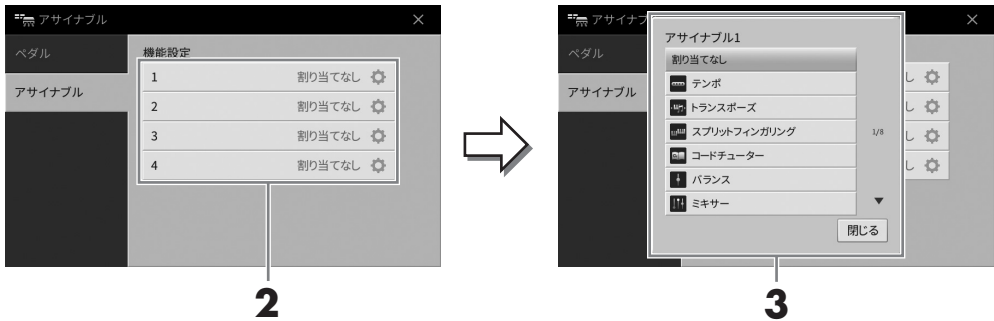 アサイナブル
ペダル
アサイナブル
機能設定
1 割り当てなし
2 割り当てなし
3 割り当てなし
4 割り当てなし
2
アサイナブ
ペダル
アサイナブル
アサイナブル1
割り当てなし
テンポ
トランスポーズ
スプリットフィンガリング
コードチューター
バランス
ミキサー
1/8
閉じる
し
し
し
し
3